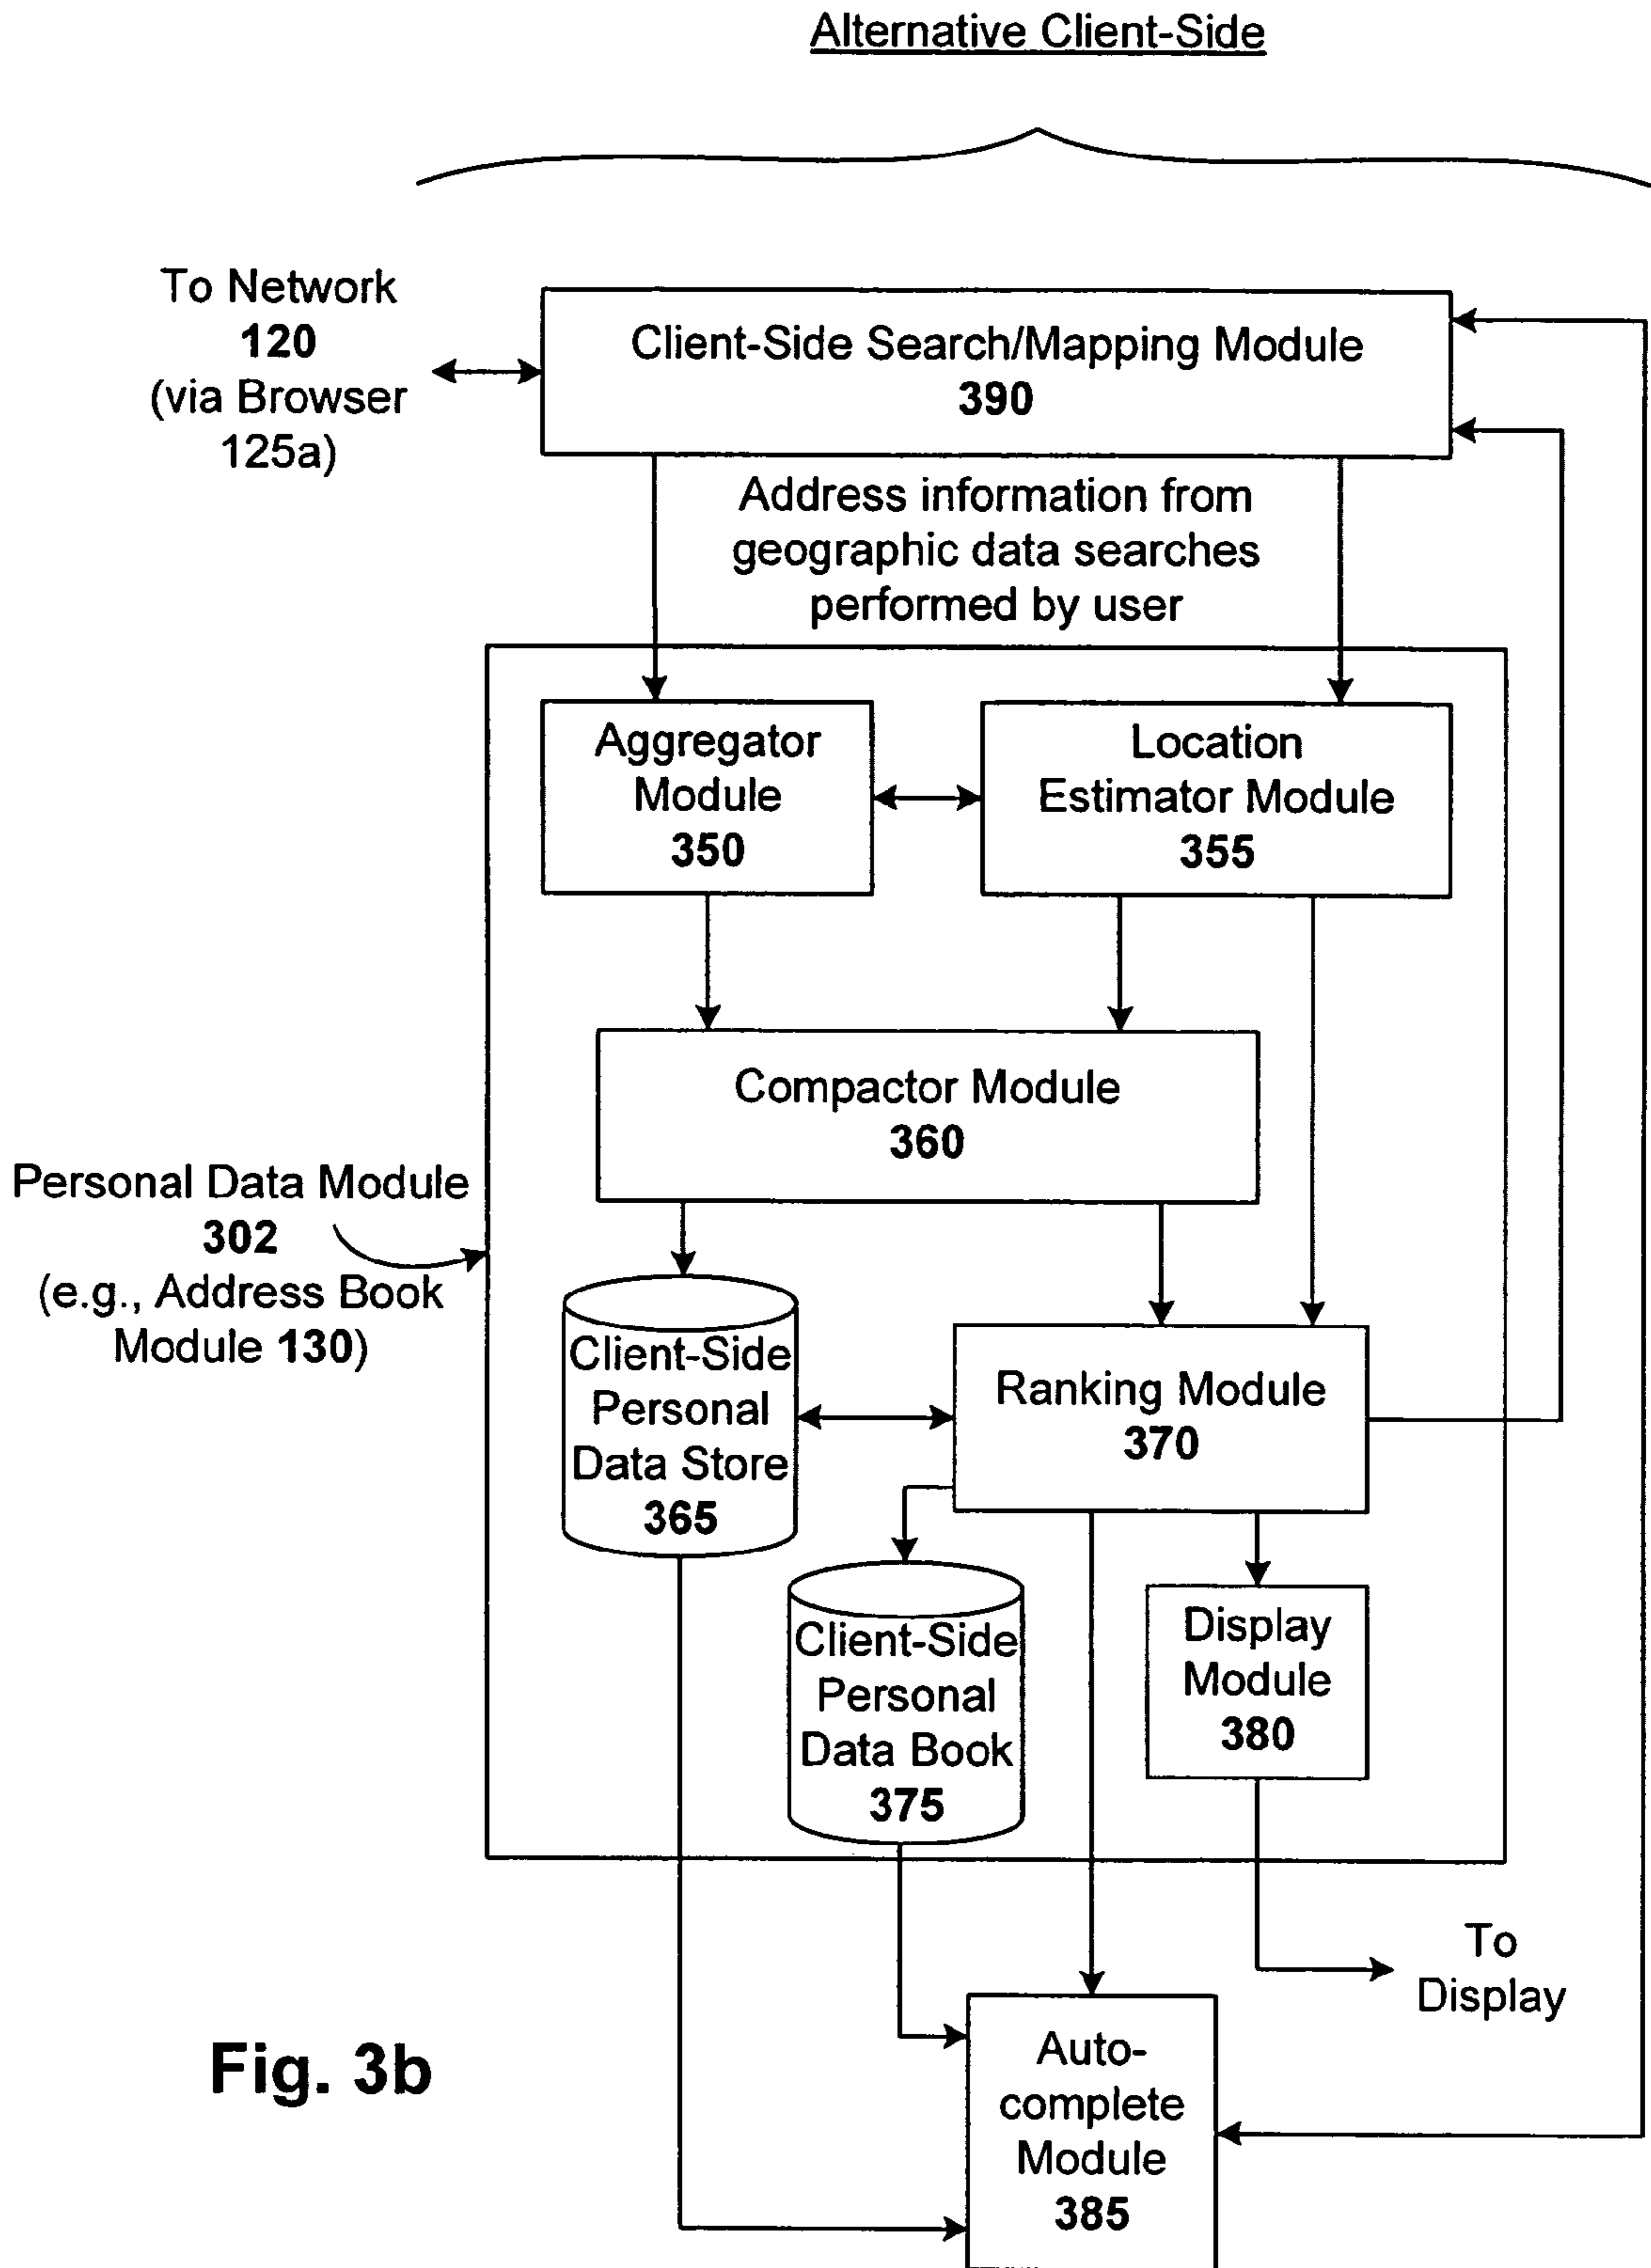 Alternative Client-Side
To Network
120
(via Browser
125a)
Client-Side Search/Mapping Module
390
Address information from
geographic data searches
performed by user
Aggregator
Module
350
Location
Estimator Module
355
Compactor Module
360
Personal Data Module
302
(e.g., Address Book
Module 130)
Client-Side
Personal
Data Store
365
Ranking Module
370
Client-Side
Personal
Data Book
375
Display
Module
380
To
Display
Auto-
complete
Module
385
Fig. 3b